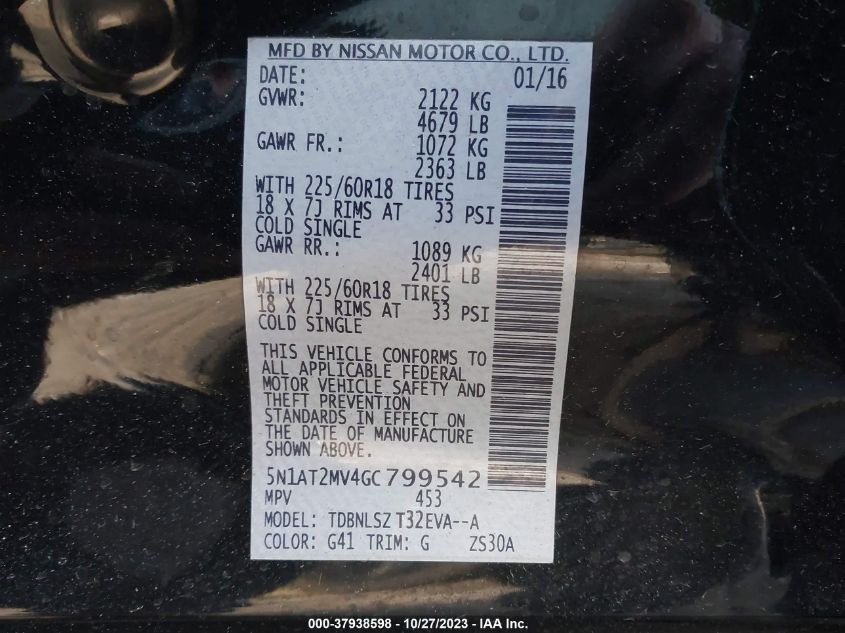 MFD BY NISSAN MOTOR CO., LTD.
DATE: 01/16
GVWR: 2122 KG
4679 LB
GAWR FR.: 1072 KG
2363 LB
WITH 225/60R18 TIRES
18 X 7J RIMS AT 33 PSI
COLD SINGLE
GAWR RR.: 1089 KG
2401 LB
WITH 225/60R18 TIRES
18 X 7J RIMS AT 33 PSI
COLD SINGLE
THIS VEHICLE CONFORMS TO
ALL APPLICABLE FEDERAL
MOTOR VEHICLE SAFETY AND
THEFT PREVENTION
STANDARDS IN EFFECT ON
THE DATE OF MANUFACTURE
SHOWN ABOVE.
5N1AT2MV4GC799542
MPV 453
MODEL: TDBNLSZ T32EVA--A
COLOR: G41 TRIM: G ZS30A
000-37938598 - 10/27/2023 - IAA Inc.